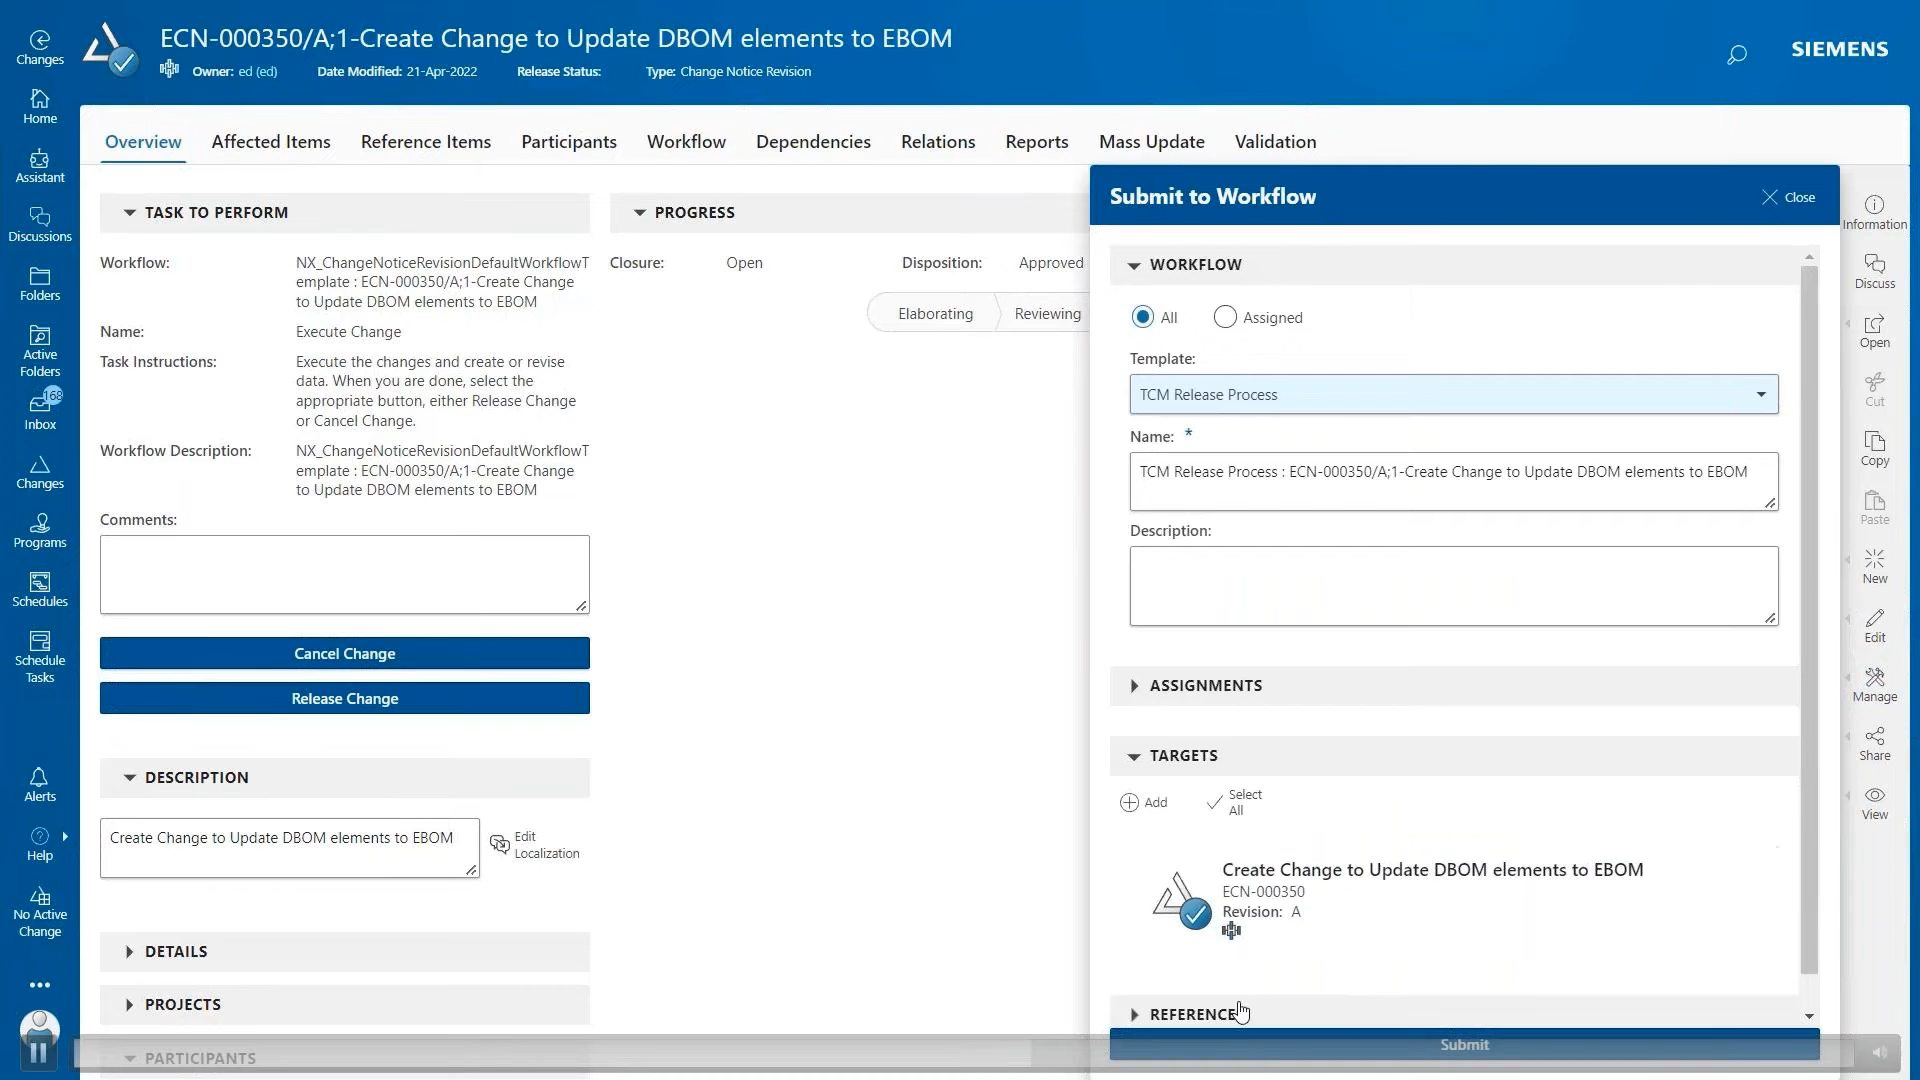 ECN-000350/A;1-Create Change to Update DBOM elements to EBOM
Owner: ed (ed) Date Modified: 21-Apr-2022 Release Status: Type: Change Notice Revision
SIEMENS
Changes
Home
Assistant
Discussions
Folders
Active
Folders
168
Inbox
Changes
Programs
Schedules
Schedule
Tasks
Alerts
Help
No Active
Change
Overview Affected Items Reference Items Participants Workflow Dependencies Relations Reports Mass Update Validation
TASK TO PERFORM
Workflow: NX_ChangeNoticeRevisionDefaultWorkflowT
emplate : ECN-000350/A;1-Create Change
to Update DBOM elements to EBOM
Name: Execute Change
Task Instructions: Execute the changes and create or revise
data. When you are done, select the
appropriate button, either Release Change
or Cancel Change.
Workflow Description: NX_ChangeNoticeRevisionDefaultWorkflowT
emplate : ECN-000350/A;1-Create Change
to Update DBOM elements to EBOM
Comments:
Cancel Change
Release Change
DESCRIPTION
Create Change to Update DBOM elements to EBOM
Edit
Localization
DETAILS
PROJECTS
PARTICIPANTS
PROGRESS
Closure: Open Disposition: Approved
Elaborating Reviewing
Submit to Workflow
Close
WORKFLOW
All Assigned
Template:
TCM Release Process
Name: *
TCM Release Process : ECN-000350/A;1-Create Change to Update DBOM elements to EBOM
Description:
ASSIGNMENTS
TARGETS
Add
Select
All
Create Change to Update DBOM elements to EBOM
ECN-000350
Revision: A
REFERENCE
Submit
Information
Discuss
Open
Cut
Copy
Paste
New
Edit
Manage
Share
View